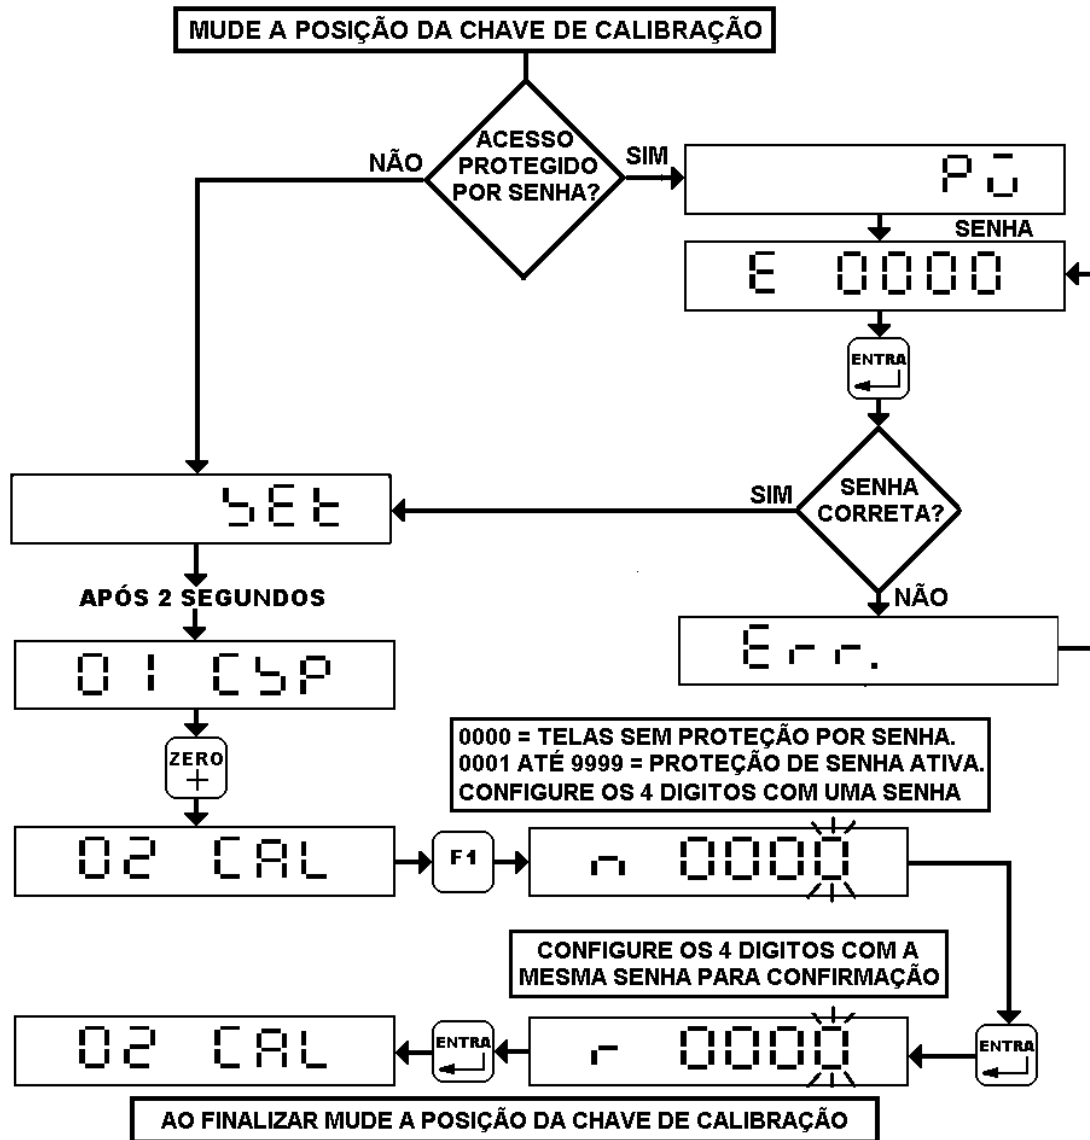 MUDE A POSIÇÃO DA CHAVE DE CALIBRAÇÃO
ACESSO
PROTEGIDO
POR SENHA?
NÃO
SIM
PW
SENHA
E 0000
ENTRA
SENHA
CORRETA?
SIM
NÃO
Err.
SEt
APÓS 2 SEGUNDOS
01 CSP
ZERO
+
0000 = TELAS SEM PROTEÇÃO POR SENHA.
0001 ATÉ 9999 = PROTEÇÃO DE SENHA ATIVA.
CONFIGURE OS 4 DIGITOS COM UMA SENHA
02 CAL
F1
n 0000
CONFIGURE OS 4 DIGITOS COM A
MESMA SENHA PARA CONFIRMAÇÃO
ENTRA
r 0000
ENTRA
02 CAL
AO FINALIZAR MUDE A POSIÇÃO DA CHAVE DE CALIBRAÇÃO